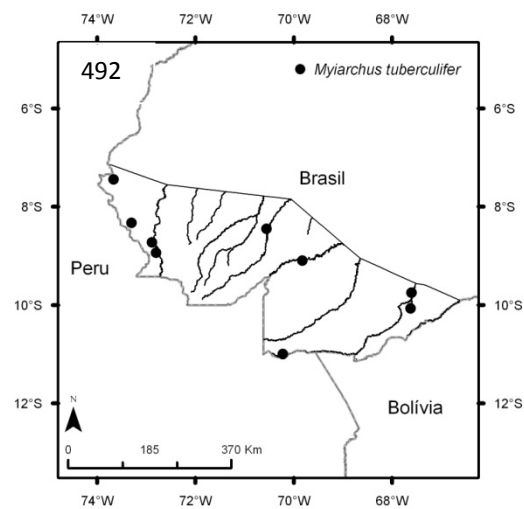 74°W 72°W 70°W 68°W
492
Myiarchus tuberculifer
6°S 6°S
Brasil
8°S 8°S
Peru
10°S 10°S
Bolívia
12°S 12°S
N
0 185 370 Km
74°W 72°W 70°W 68°W